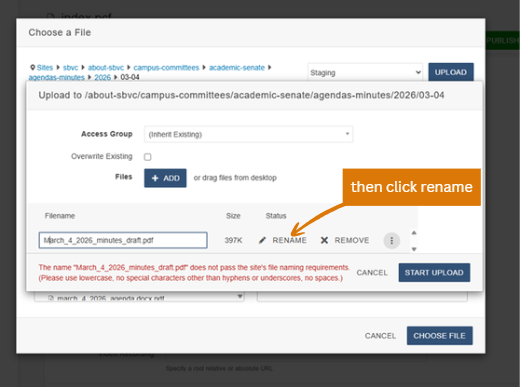 index.pcf
Choose a File
PUBLISH
Sites sbvc about-sbvc campus-committees academic-senate
agendas-minutes 2026 03-04
Staging
UPLOAD
Upload to /about-sbvc/campus-committees/academic-senate/agendas-minutes/2026/03-04
Access Group
(Inherit Existing)
Overwrite Existing
Files
+ ADD
or drag files from desktop
then click rename
Filename
Size
Status
March_4_2026_minutes_draft.pdf
397K
RENAME
REMOVE
The name "March_4_2026_minutes_draft.pdf" does not pass the site's file naming requirements.
(Please use lowercase, no special characters other than hyphens or underscores, no spaces.)
CANCEL
START UPLOAD
march_4_2026_agenda.docx.pdf
CANCEL
CHOOSE FILE
Specify a root relative or absolute URL